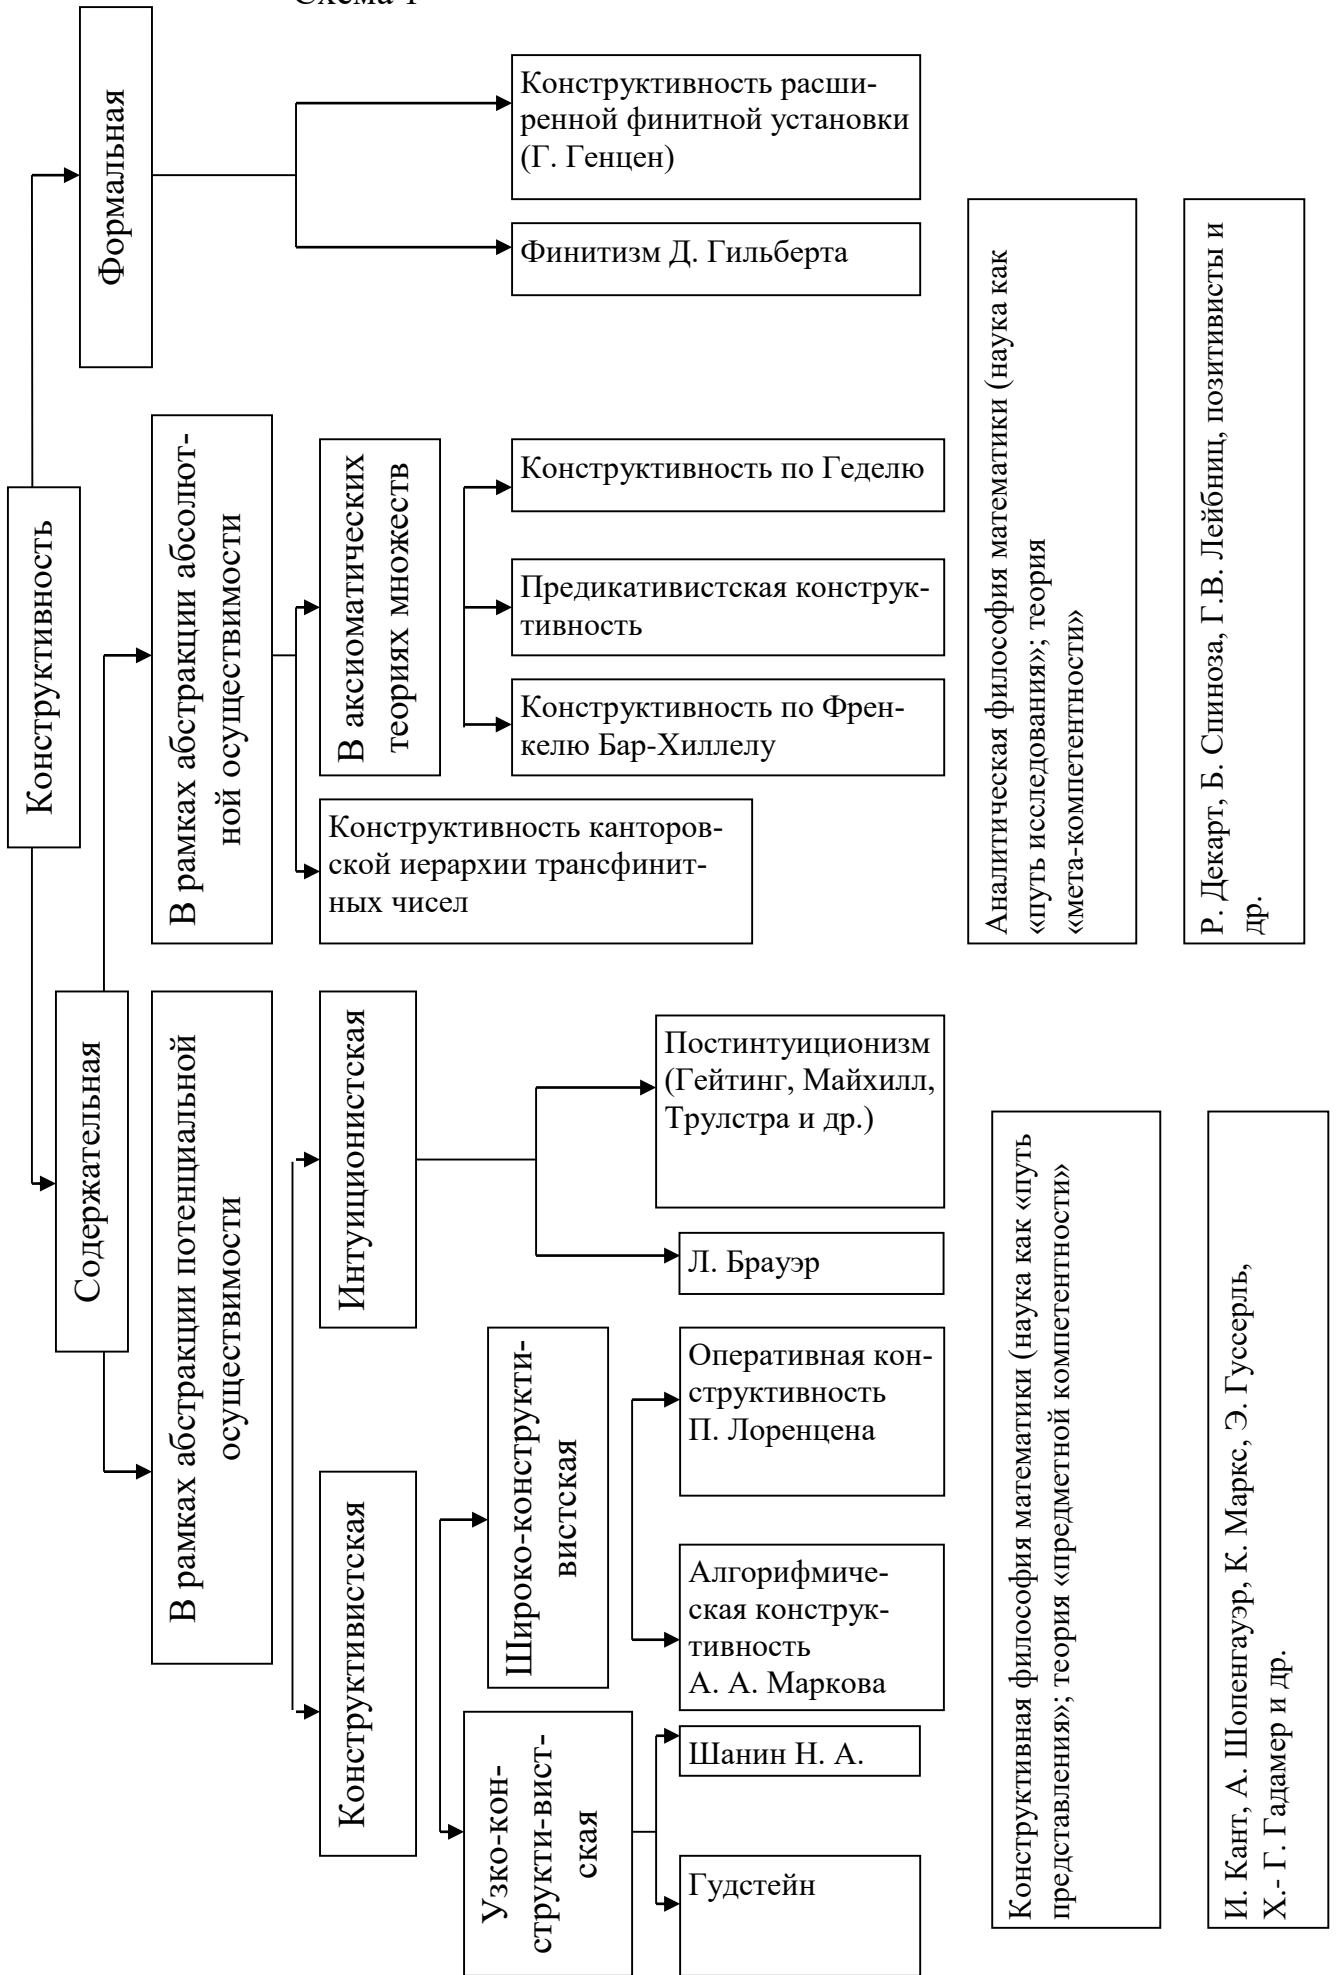 Схема 1
Конструктивность
Формальная
Конструктивность расши-
ренной финитной установки
(Г. Генцен)
Финитизм Д. Гильберта
Содержательная
В рамках абстракции абсолют-
ной осуществимости
В аксиоматических
теориях множеств
Конструктивность по Геделю
Предикативистская конструк-
тивность
Конструктивность по Френ-
келю Бар-Хиллелу
Конструктивность канторов-
ской иерархии трансфинит-
ных чисел
В рамках абстракции потенциальной
осуществимости
Интуиционистская
Постинтуиционизм
(Гейтинг, Майхилл,
Трулстра и др.)
Л. Брауэр
Конструктивистская
Широко-конструкти-
вистская
Оперативная кон-
структивность
П. Лоренцена
Алгорифмиче-
ская конструк-
тивность
А. А. Маркова
Узко-кон-
структи-вист-
ская
Шанин Н. А.
Гудстейн
Аналитическая философия математики (наука как
«путь исследования»; теория
«мета-компетентности»
Р. Декарт, Б. Спиноза, Г.В. Лейбниц, позитивисты и
др.
Конструктивная философия математики (наука как «путь
представления»; теория «предметной компетентности»
И. Кант, А. Шопенгауэр, К. Маркс, Э. Гуссерль,
Х.- Г. Гадамер и др.